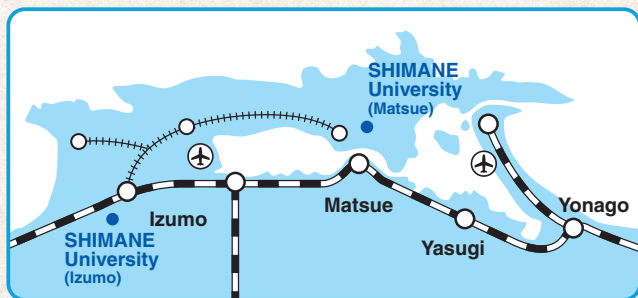 SHIMANE
University
(Matsue)
Izumo
Matsue
Yonago
Yasugi
SHIMANE
University
(Izumo)